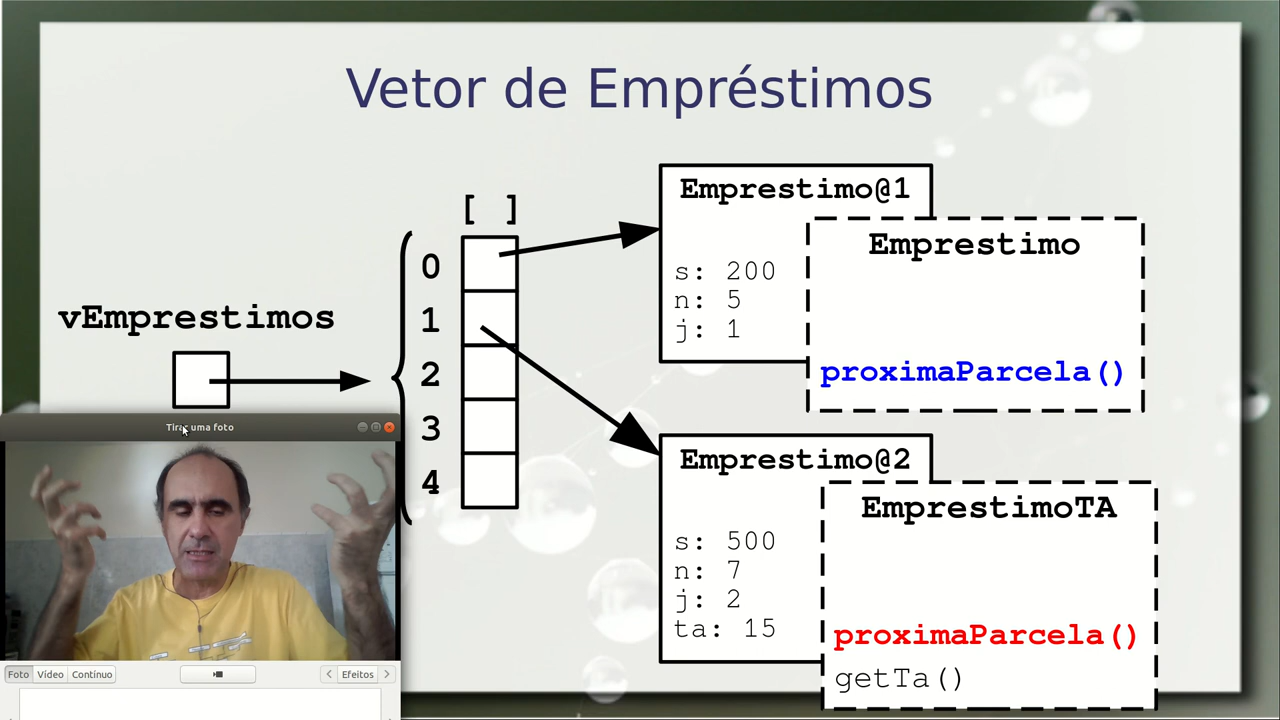 Vetor de Empréstimos
vEmprestimos
[ ]
0
1
2
3
4
Emprestimo@1
s: 200
n: 5
j: 1
Emprestimo
proximaParcela()
Emprestimo@2
s: 500
n: 7
j: 2
ta: 15
EmprestimoTA
proximaParcela()
getTa()
Tirar uma foto
Foto Vídeo Contínuo
Efeitos